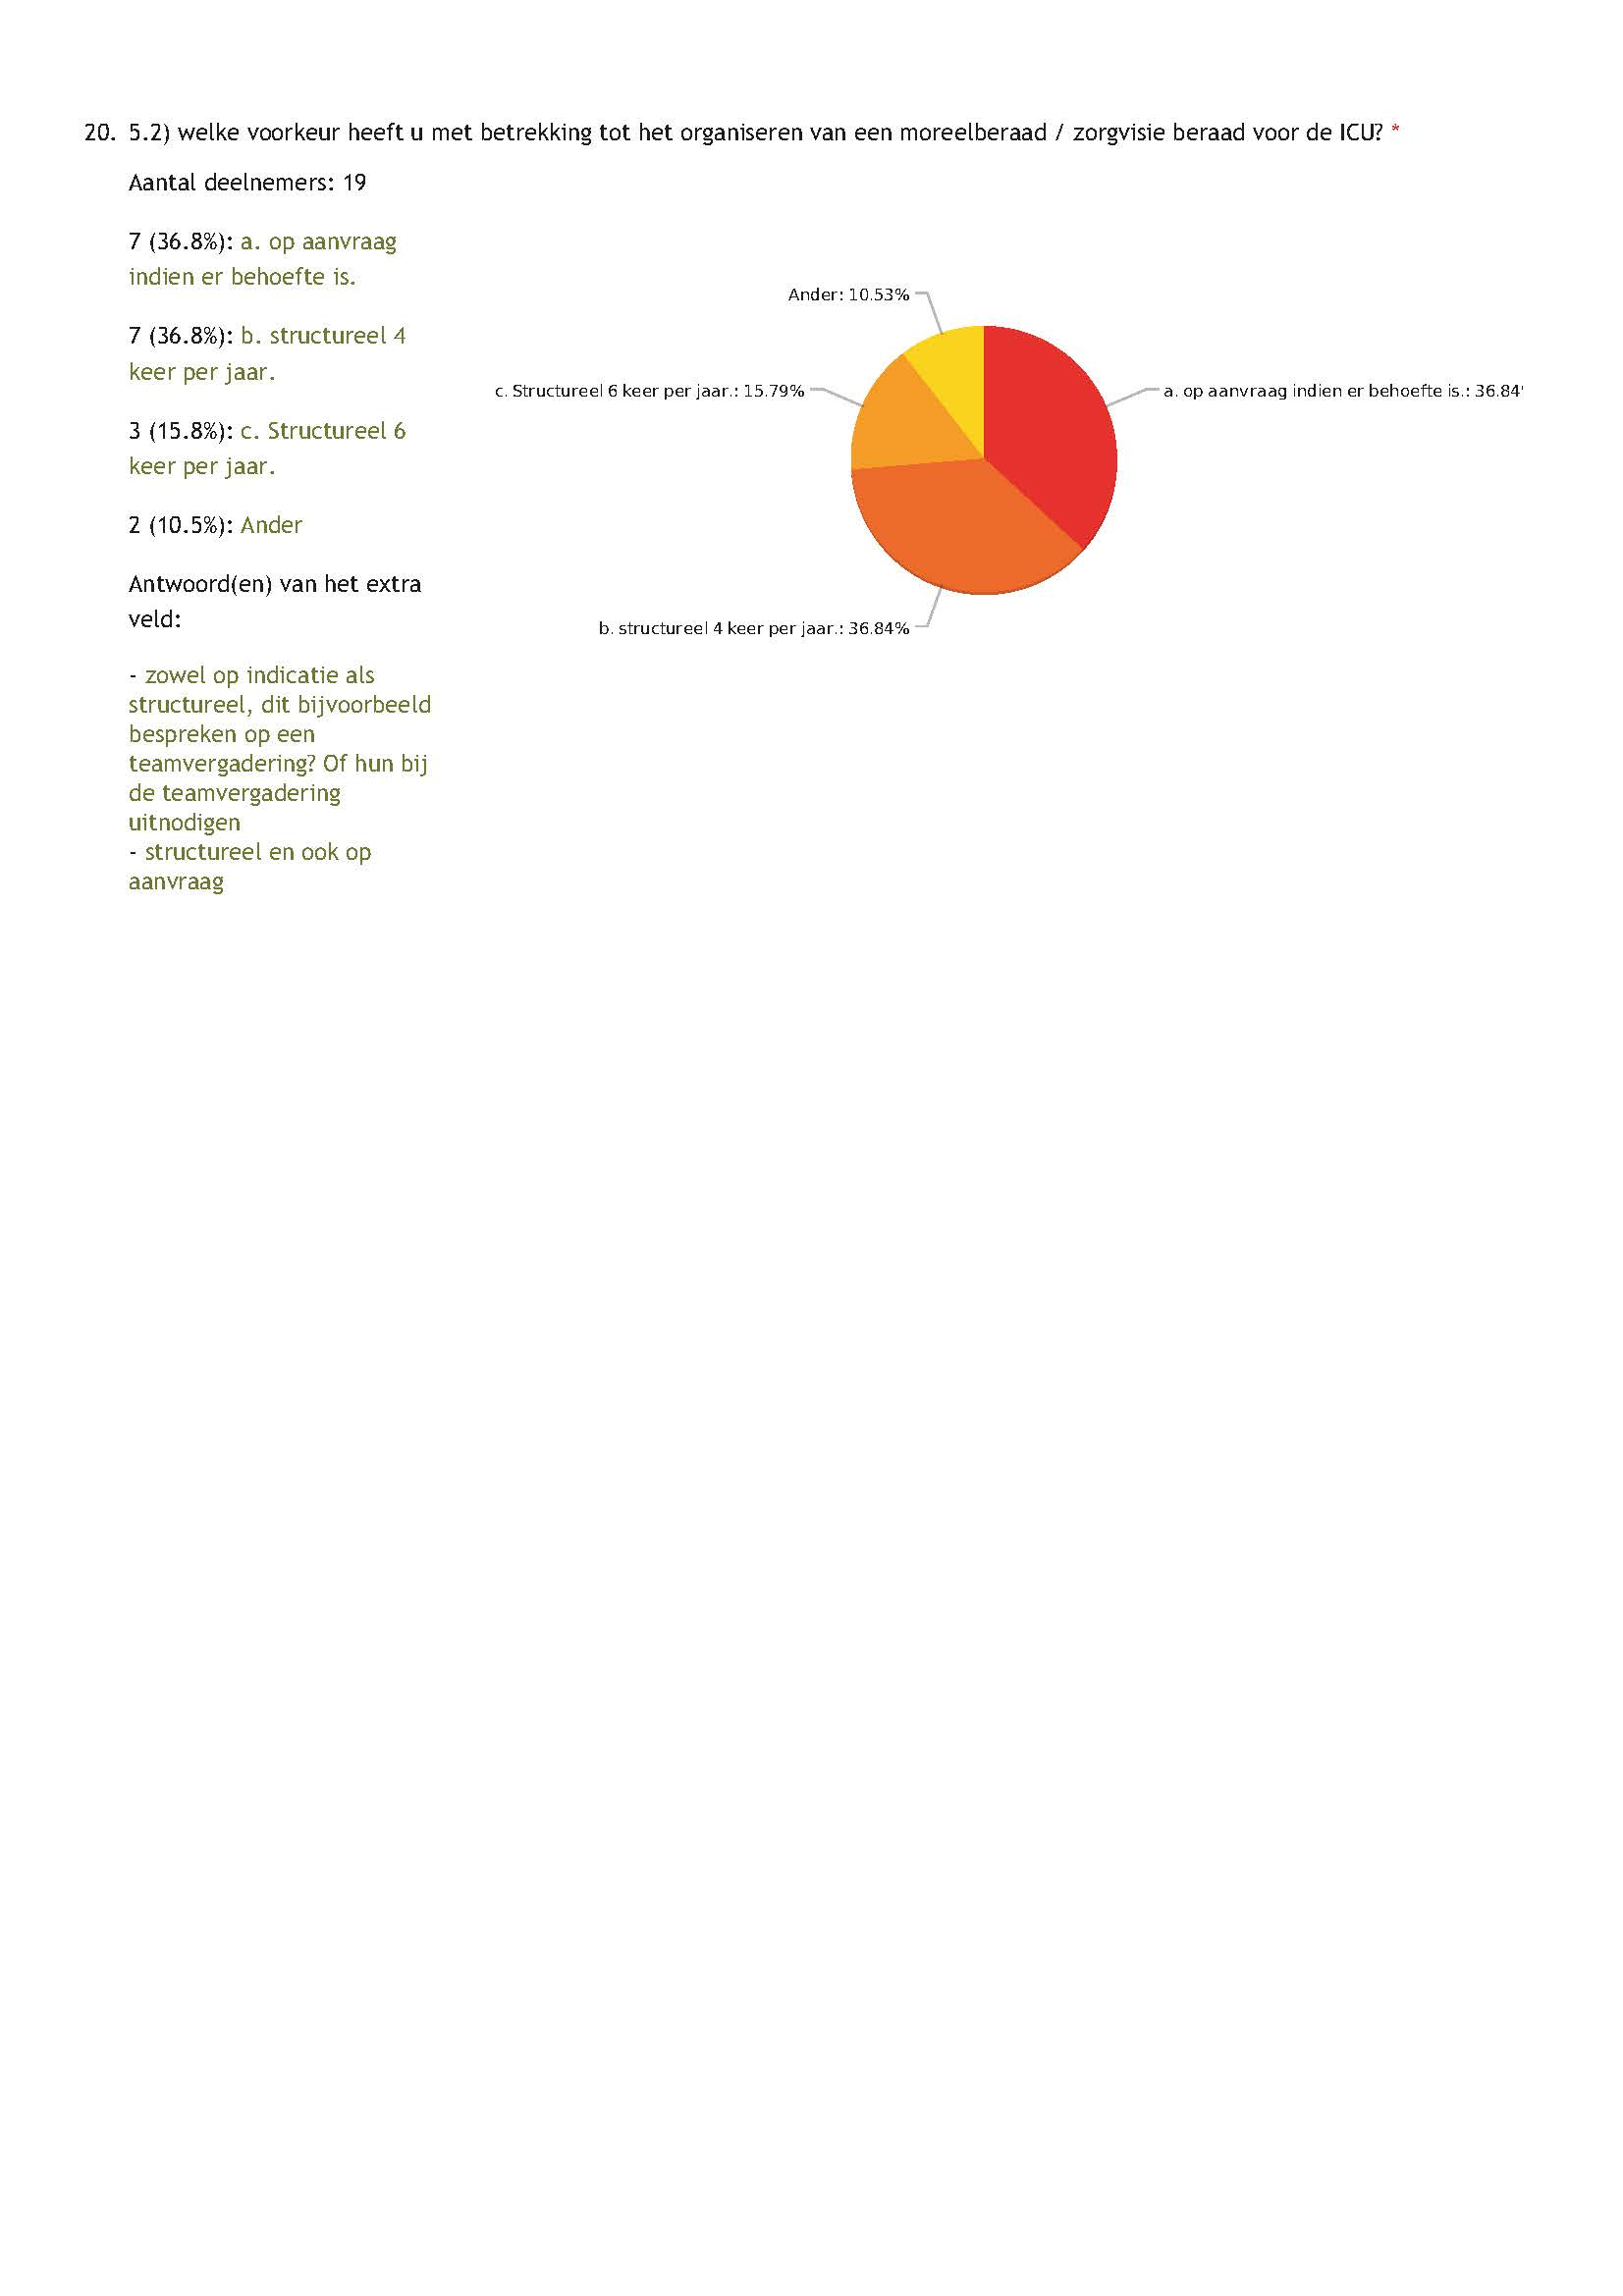 20. 5.2) welke voorkeur heeft u met betrekking tot het organiseren van een moreelberaad / zorgvisie beraad voor de ICU? *
Aantal deelnemers: 19
7 (36.8%): a. op aanvraag
indien er behoefte is.
7 (36.8%): b. structureel 4
keer per jaar.
3 (15.8%): c. Structureel 6
keer per jaar.
2 (10.5%): Ander
Antwoord(en) van het extra
veld:
- zowel op indicatie als
structureel, dit bijvoorbeeld
bespreken op een
teamvergadering? Of hun bij
de teamvergadering
uitnodigen
- structureel en ook op
aanvraag
Ander: 10.53%
c. Structureel 6 keer per jaar.: 15.79%
a. op aanvraag indien er behoefte is.: 36.84
b. structureel 4 keer per jaar.: 36.84%